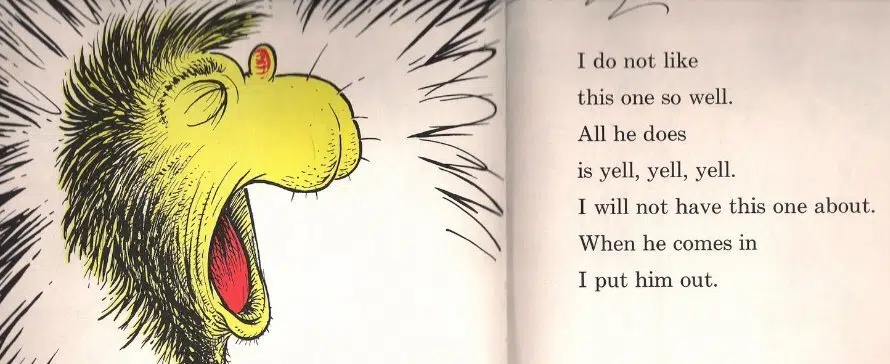 I do not like
this one so well.
All he does
is yell, yell, yell.
I will not have this one about.
When he comes in
I put him out.